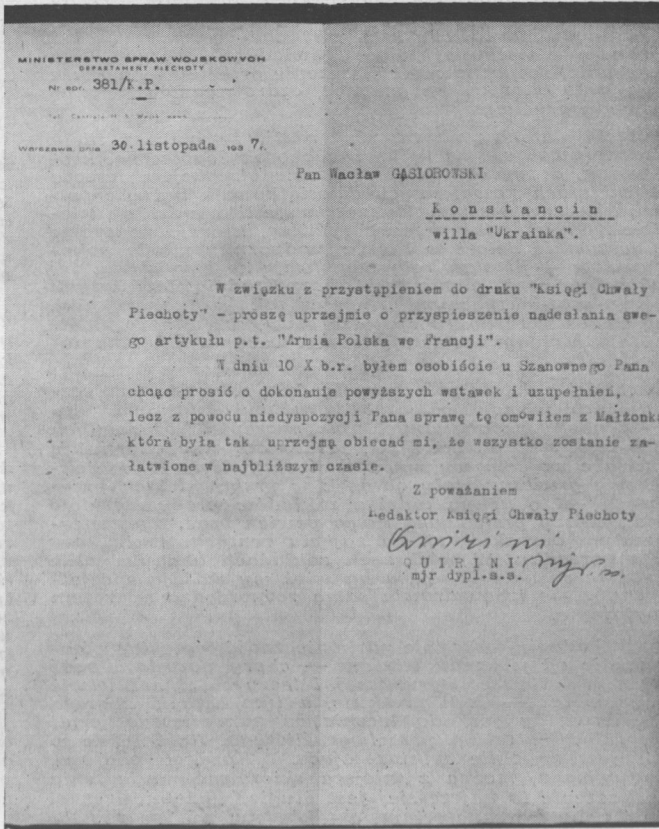 MINISTERSTWO SPRAW WOJSKOWYCH
DEPARTAMENT PIECHOTY
Nr spr. 381/K.P.
Warszawa, dnia 30. listopada 193 7.
Pan Wacław GĄSIOROWSKI
Konstancin
willa "Ukrainka".
W związku z przystąpieniem do druku "Księgi Chwały
Piechoty" - proszę uprzejmie o przyspieszenie nadesłania swe-
go artykułu p.t. "Armia Polska we Francji".
W dniu 10 X b.r. byłem osobiście u Szanownego Pana
chcąc prosić o dokonanie powyższych wstawek i uzupełnień,
lecz z powodu niedyspozycji Pana sprawę tę omówiłem z Małżonk
która była tak uprzejmą obiecać mi, że wszystko zostanie za-
łatwione w najbliższym czasie.
Z poważaniem
Redaktor Księgi Chwały Piechoty
Quirini
QUIRINI mjr.
mjr dypl.s.s.